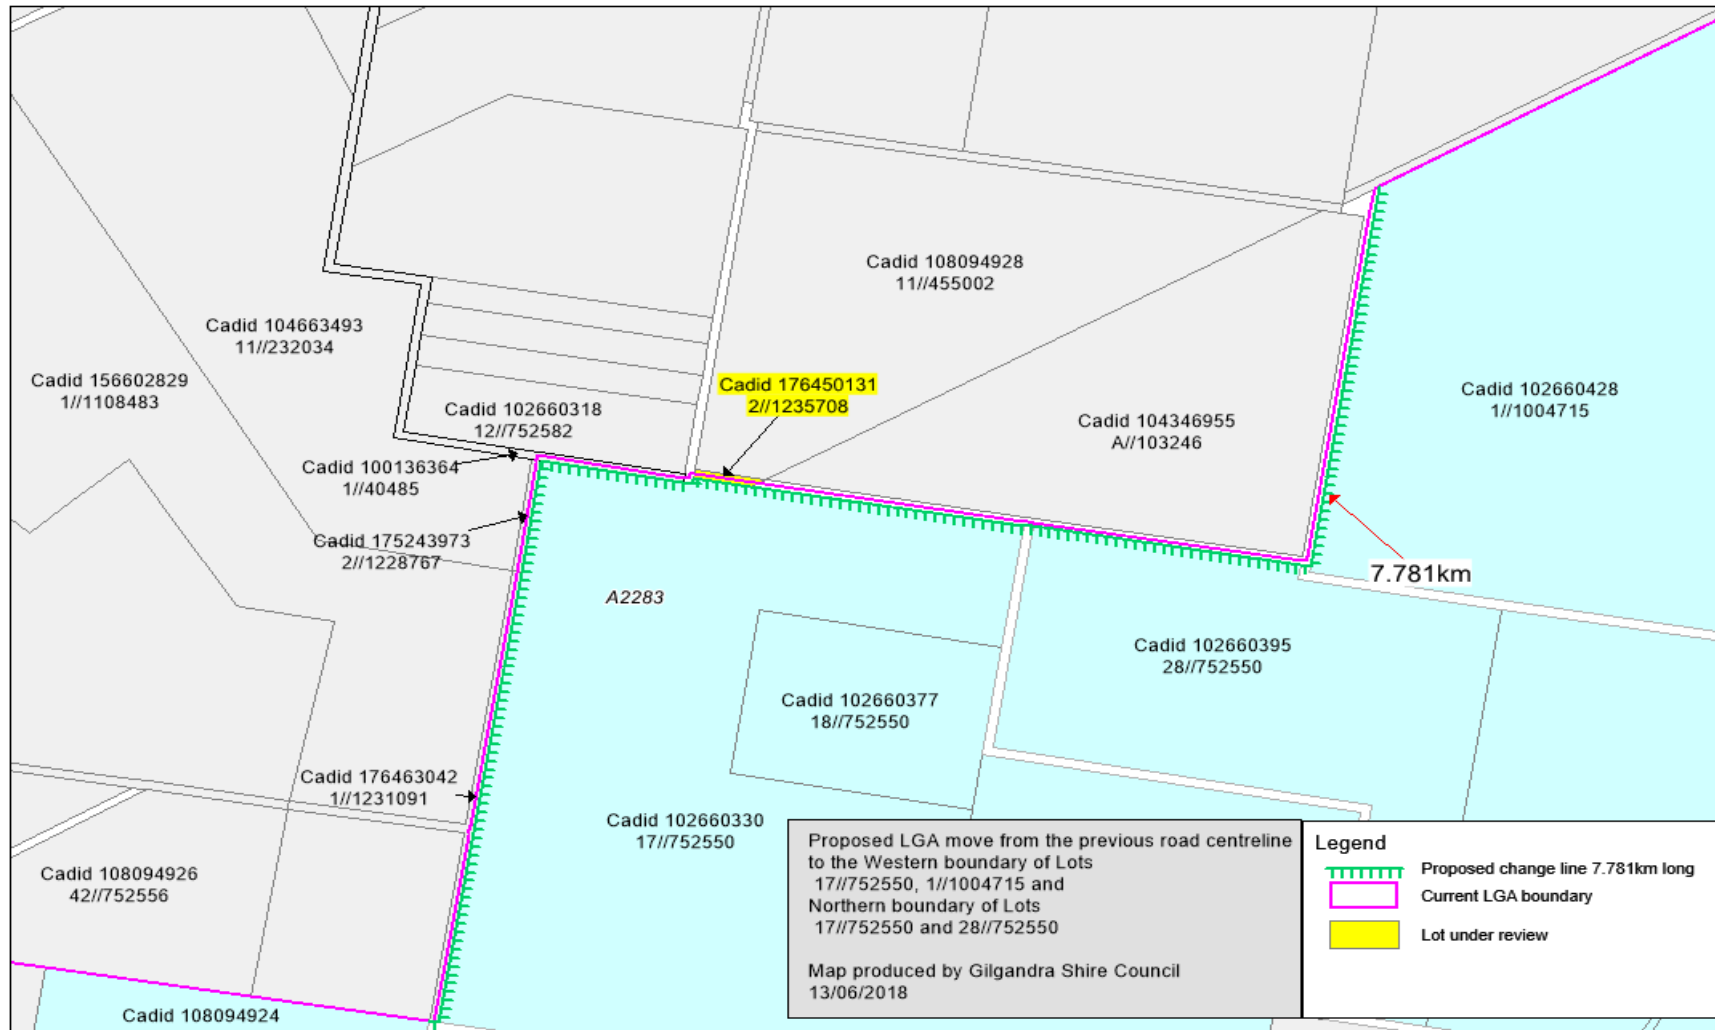 Cadid 108094928
11//455002
Cadid 104663493
11//232034
Cadid 156602829
1//1108483
Cadid 176450131
2//1235708
Cadid 102660428
1//1004715
Cadid 102660318
12//752582
Cadid 104346955
A//103246
Cadid 100136364
1//40485
Cadid 175243973
2//1228767
7.781km
A2283
Cadid 102660395
28//752550
Cadid 102660377
18//752550
Cadid 176463042
1//1231091
Cadid 102660330
17//752550
Cadid 108094926
42//752556
Cadid 108094924
Proposed LGA move from the previous road centreline
to the Western boundary of Lots
17//752550, 1//1004715 and
Northern boundary of Lots
17//752550 and 28//752550
Map produced by Gilgandra Shire Council
13/06/2018
Legend
Proposed change line 7.781km long
Current LGA boundary
Lot under review